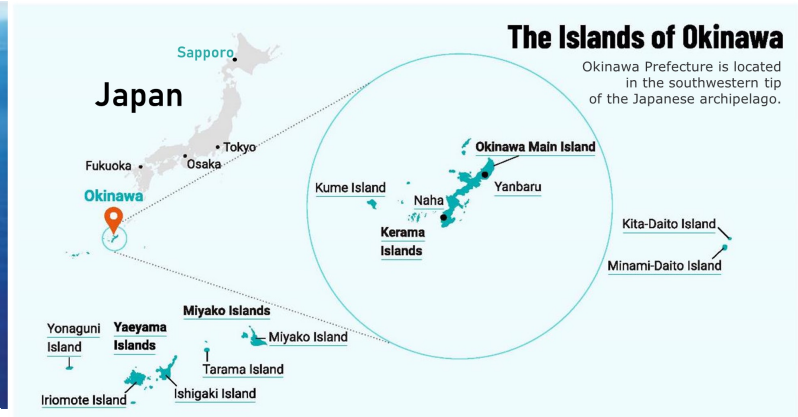 The Islands of Okinawa
Okinawa Prefecture is located
in the southwestern tip
of the Japanese archipelago.
Sapporo
Japan
Tokyo
Osaka
Fukuoka
Okinawa
Okinawa Main Island
Kume Island
Yanbaru
Naha
Kerama
Islands
Kita-Daito Island
Minami-Daito Island
Miyako Islands
Miyako Island
Tarama Island
Yonaguni
Island
Yaeyama
Islands
Ishigaki Island
Iriomote Island